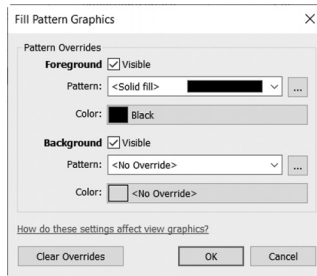 Fill Pattern Graphics
Pattern Overrides
Foreground Visible
Pattern: <Solid fill> ...
Color: Black
Background Visible
Pattern: <No Override> ...
Color: <No Override>
How do these settings affect view graphics?
Clear Overrides OK Cancel